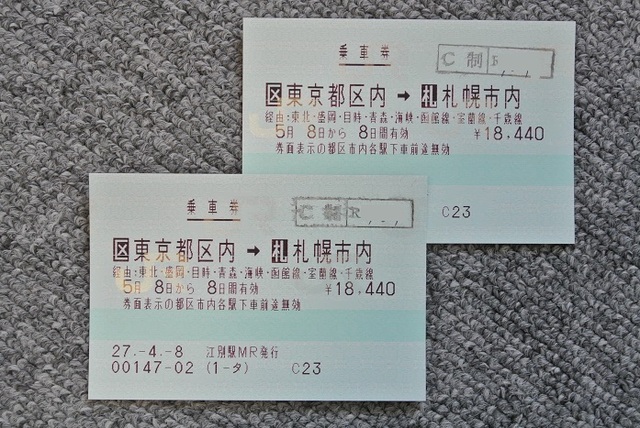 乗車券
C制 R
区東京都区内 → 札札幌市内
経由:東北・盛岡・目時・青森・海峡・函館線・室蘭線・千歳線
5月 8日から 8日間有効 ¥18,440
券面表示の都区市内各駅下車前途無効
C23
乗車券
C制 R
区東京都区内 → 札札幌市内
経由:東北・盛岡・目時・青森・海峡・函館線・室蘭線・千歳線
5月 8日から 8日間有効 ¥18,440
券面表示の都区市内各駅下車前途無効
27.-4.-8 江別駅MR発行
00147-02 (1-タ) C23